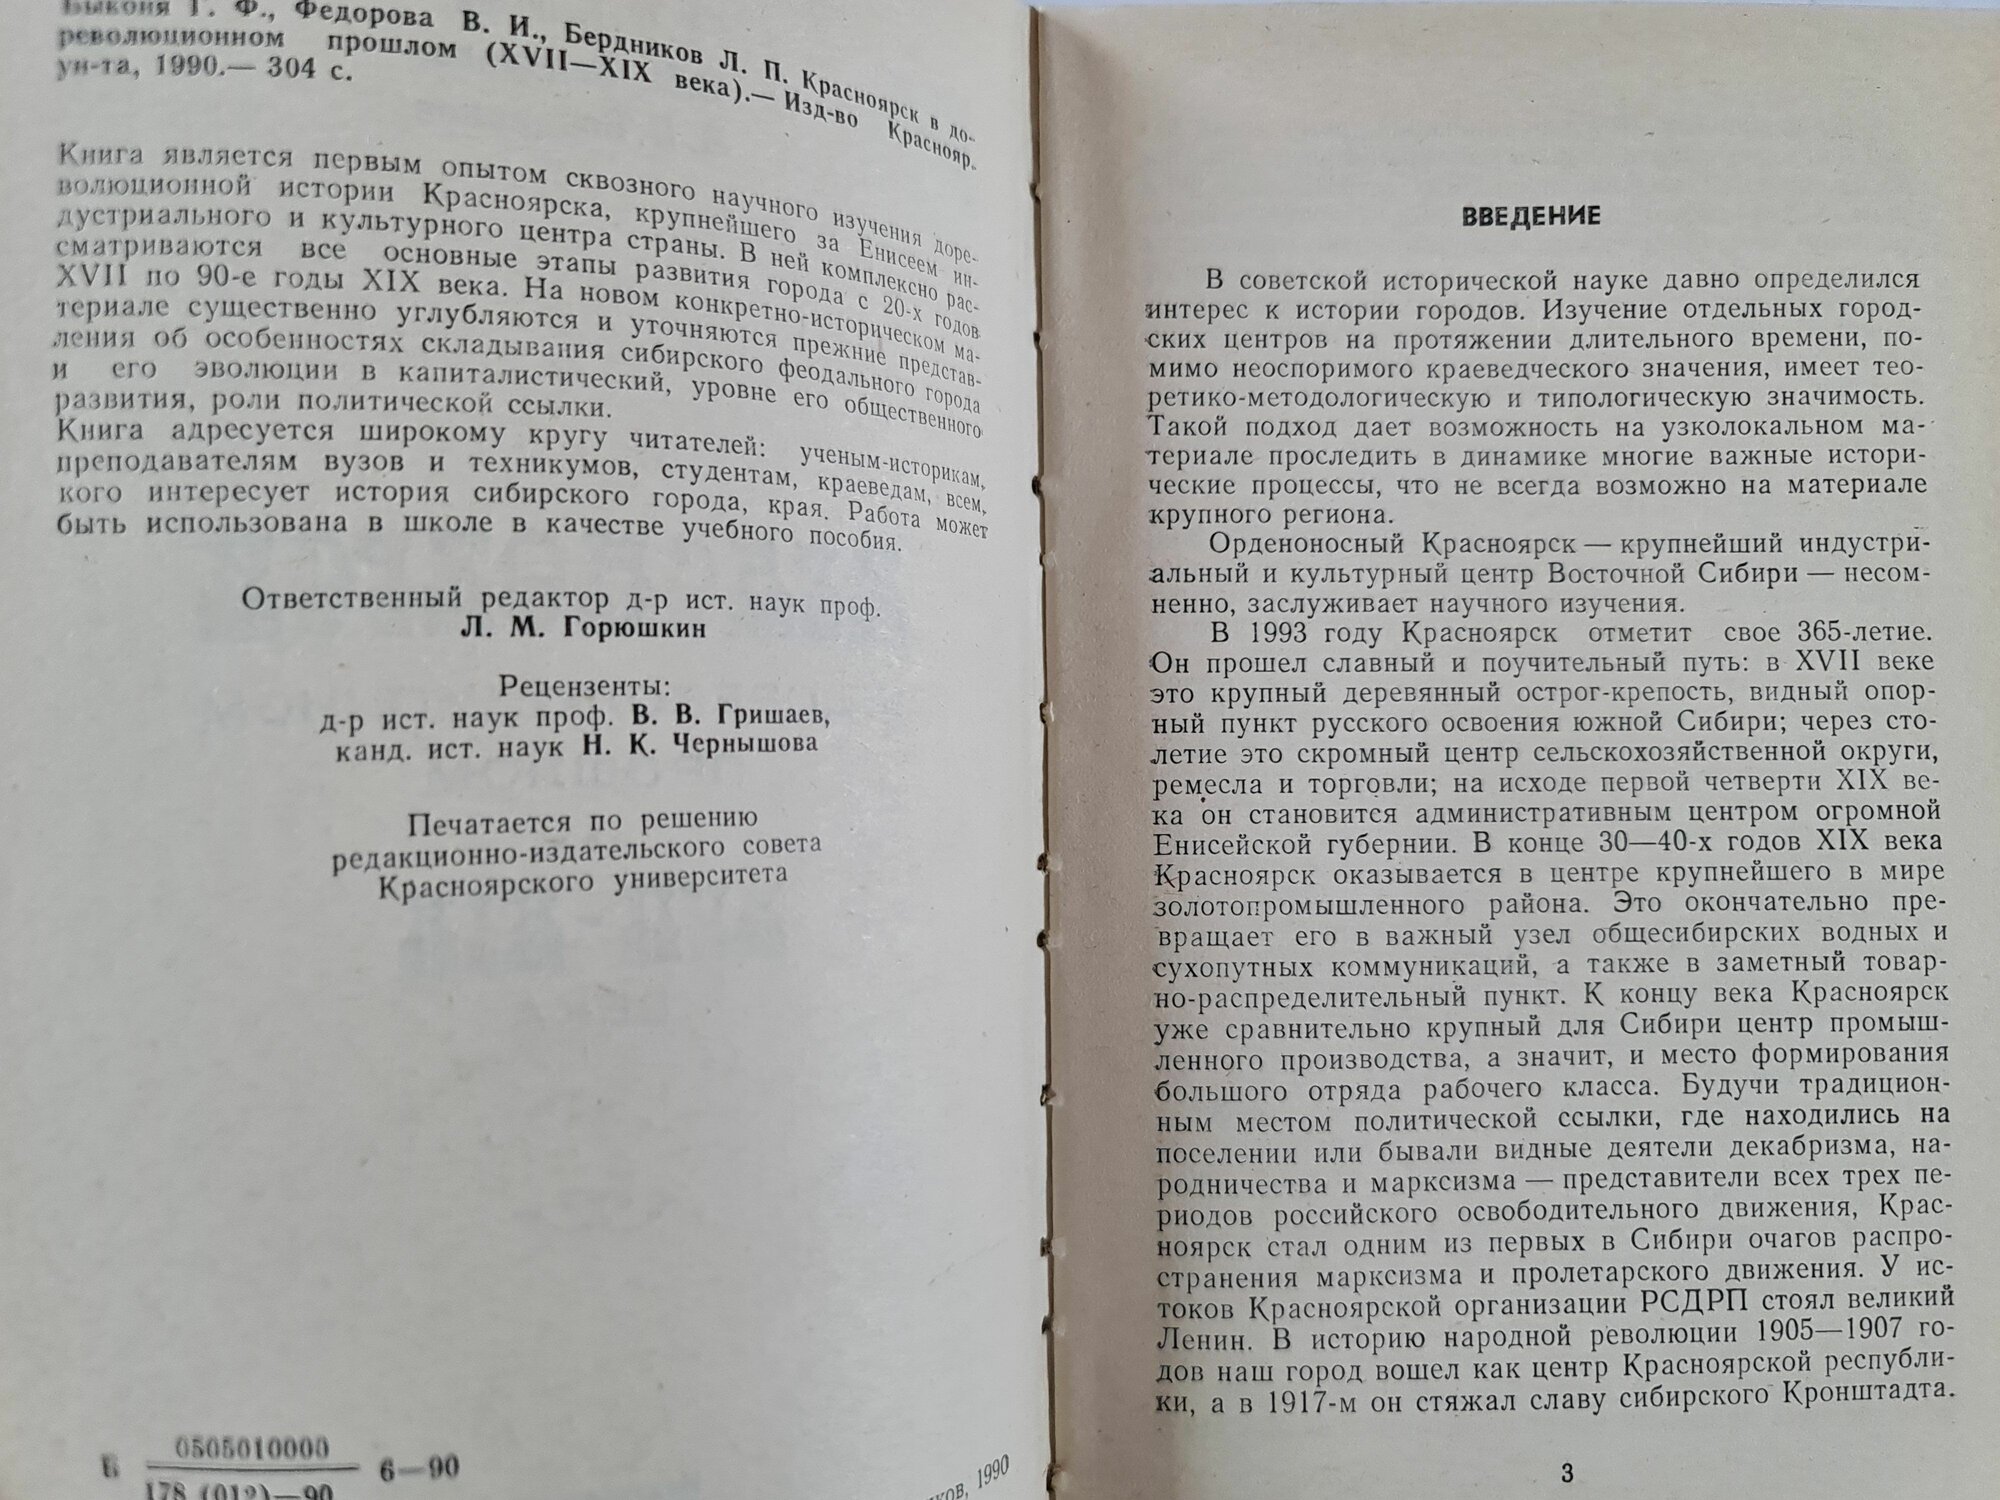 Быконя Г. Ф., Федорова В. И., Бердников Л. П. Красноярск в до-
революционном прошлом (XVII—XIX века).— Изд-во Краснояр.
ун-та, 1990.— 304 с.
Книга является первым опытом сквозного научного изучения доре-
волюционной истории Красноярска, крупнейшего за Енисеем ин-
дустриального и культурного центра страны. В ней комплексно рас-
сматриваются все основные этапы развития города с 20-х годов
XVII по 90-е годы XIX века. На новом конкретно-историческом ма-
териале существенно углубляются и уточняются прежние представ-
ления об особенностях складывания сибирского феодального города
и его эволюции в капиталистический, уровне его общественного
развития, роли политической ссылки.
Книга адресуется широкому кругу читателей: ученым-историкам,
преподавателям вузов и техникумов, студентам, краеведам, всем,
кого интересует история сибирского города, края. Работа может
быть использована в школе в качестве учебного пособия.
Ответственный редактор д-р ист. наук проф.
Л. М. Горюшкин
Рецензенты:
д-р ист. наук проф. В. В. Гришаев,
канд. ист. наук Н. К. Чернышова
Печатается по решению
редакционно-издательского совета
Красноярского университета
Б 0505010000 6—90
178 (012)—90
1990
ВВЕДЕНИЕ
В советской исторической науке давно определился
интерес к истории городов. Изучение отдельных город-
ских центров на протяжении длительного времени, по-
мимо неоспоримого краеведческого значения, имеет тео-
ретико-методологическую и типологическую значимость.
Такой подход дает возможность на узколокальном ма-
териале проследить в динамике многие важные истори-
ческие процессы, что не всегда возможно на материале
крупного региона.
Орденоносный Красноярск — крупнейший индустри-
альный и культурный центр Восточной Сибири — несом-
ненно, заслуживает научного изучения.
В 1993 году Красноярск отметит свое 365-летие.
Он прошел славный и поучительный путь: в XVII веке
это крупный деревянный острог-крепость, видный опор-
ный пункт русского освоения южной Сибири; через сто-
летие это скромный центр сельскохозяйственной округи,
ремесла и торговли; на исходе первой четверти XIX ве-
ка он становится административным центром огромной
Енисейской губернии. В конце 30—40-х годов XIX века
Красноярск оказывается в центре крупнейшего в мире
золотопромышленного района. Это окончательно пре-
вращает его в важный узел общесибирских водных и
сухопутных коммуникаций, а также в заметный товар-
но-распределительный пункт. К концу века Красноярск
уже сравнительно крупный для Сибири центр промыш-
ленного производства, а значит, и место формирования
большого отряда рабочего класса. Будучи традицион-
ным местом политической ссылки, где находились на
поселении или бывали видные деятели декабризма, на-
родничества и марксизма — представители всех трех пе-
риодов российского освободительного движения, Крас-
ноярск стал одним из первых в Сибири очагов распро-
странения марксизма и пролетарского движения. У ис-
токов Красноярской организации РСДРП стоял великий
Ленин. В историю народной революции 1905—1907 го-
дов наш город вошел как центр Красноярской республи-
ки, а в 1917-м он стяжал славу сибирского Кронштадта.
3